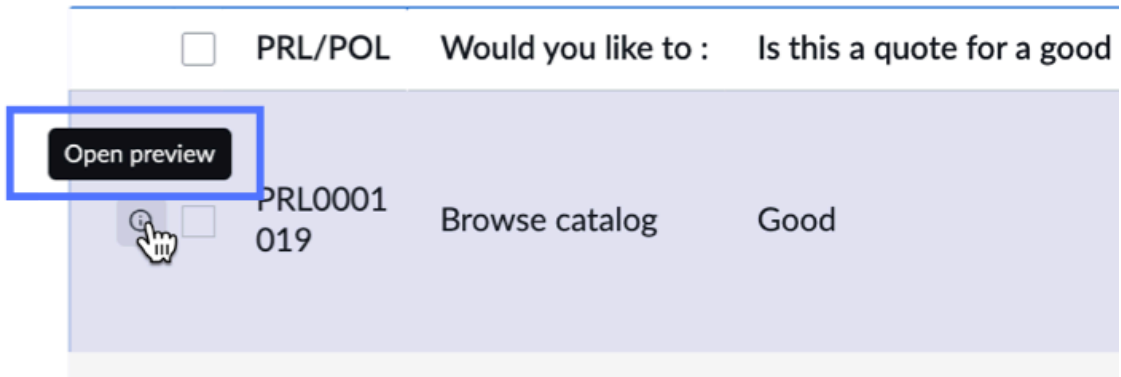 PRL/POL Would you like to : Is this a quote for a good
Open preview
PRL0001
019
Browse catalog
Good